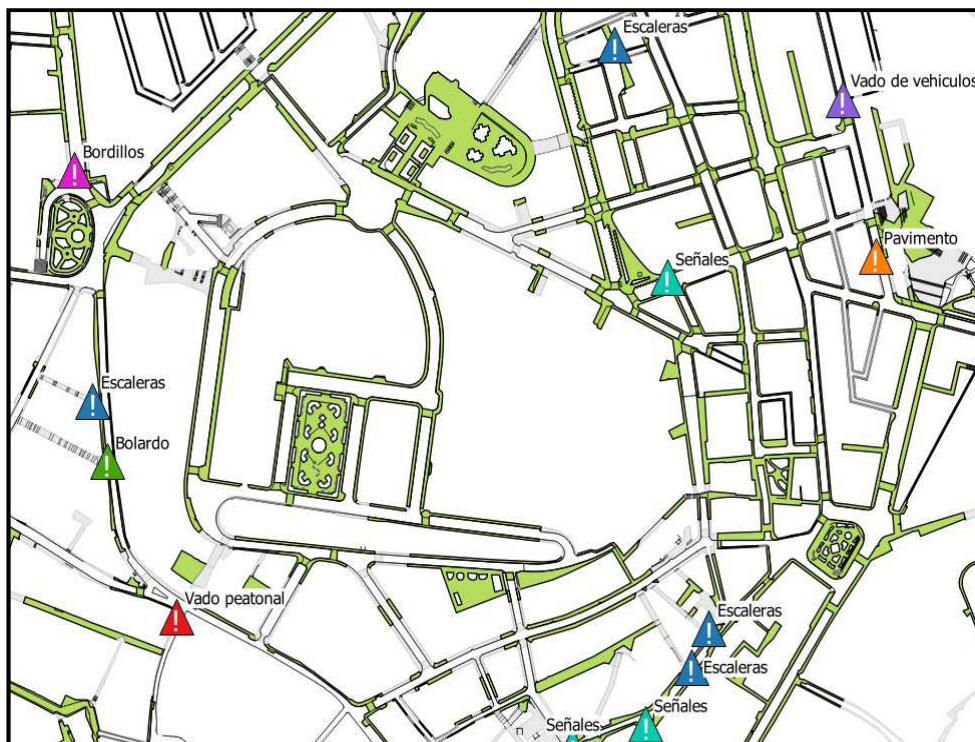 Escaleras
Vado de vehiculos
Bordillos
Pavimento
Señales
Escaleras
Bolardo
Vado peatonal
Escaleras
Escaleras
Señales
Señales